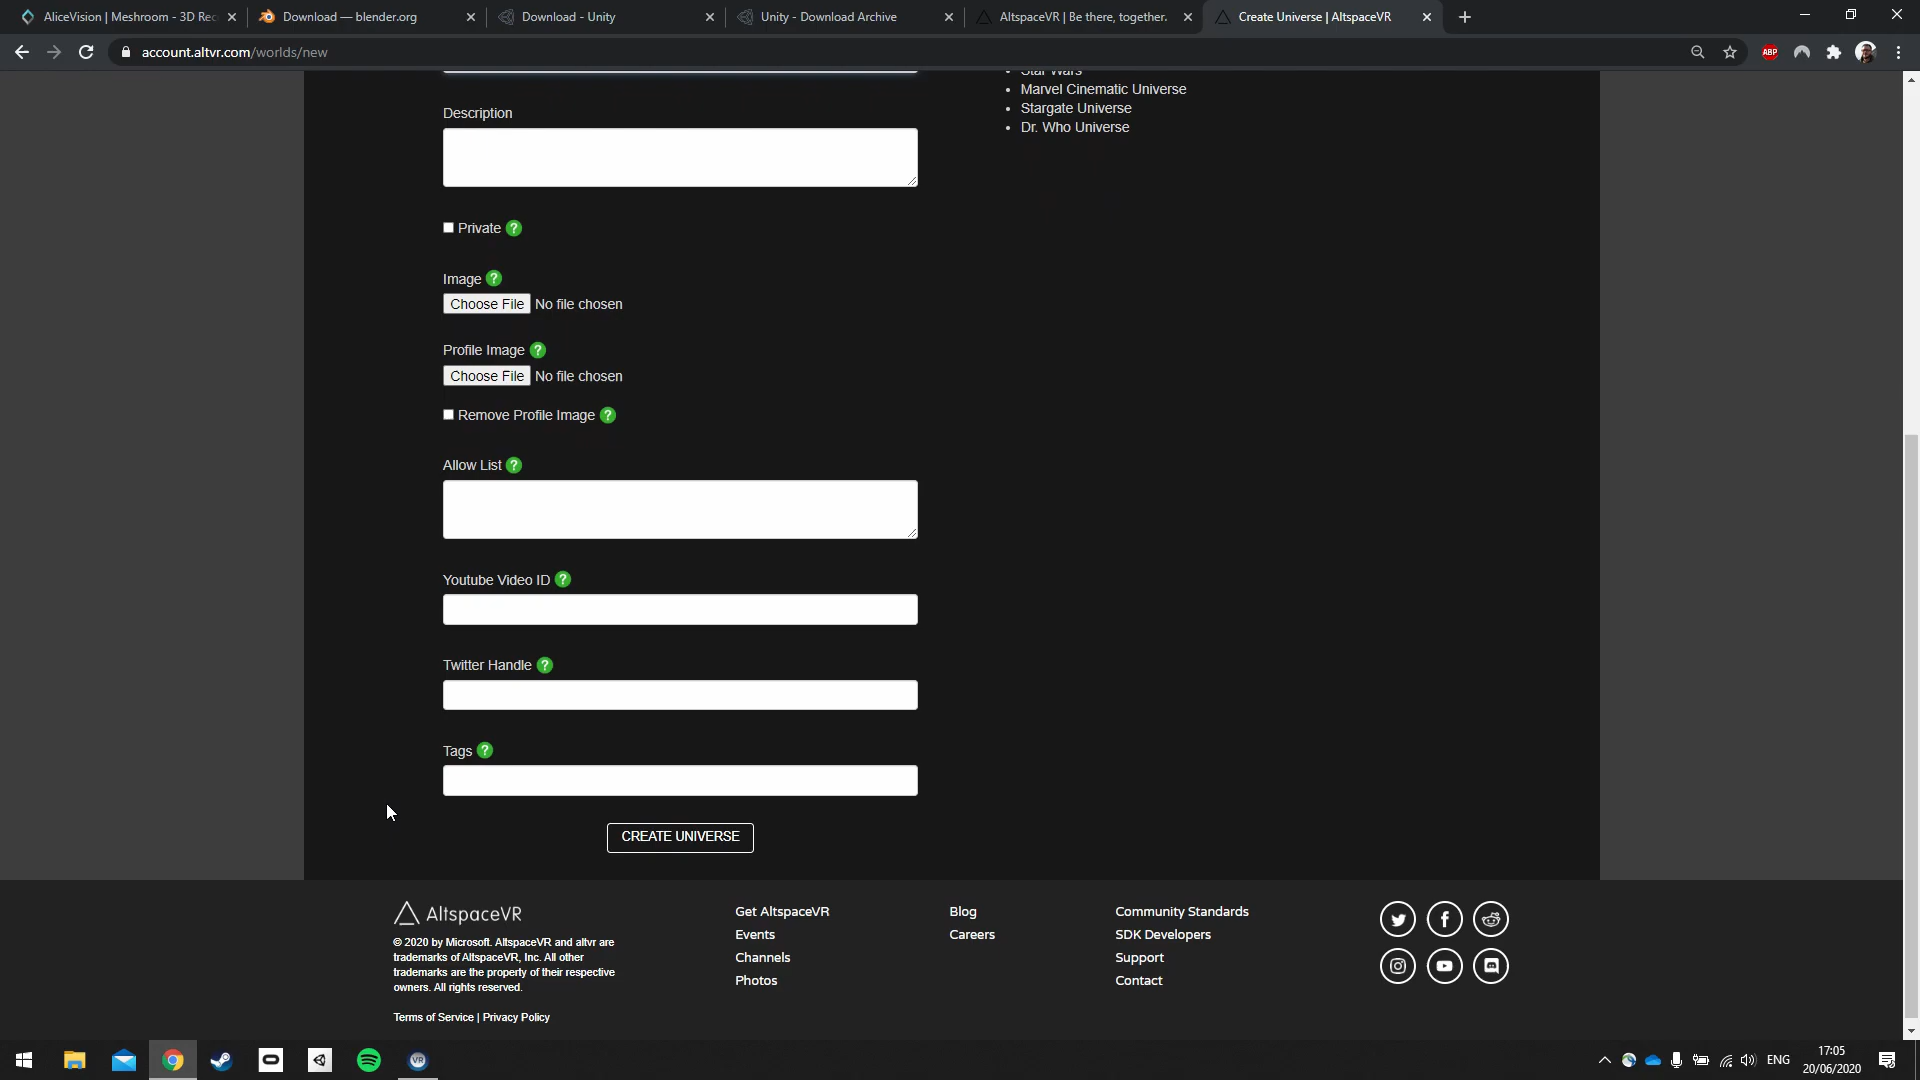 AliceVision | Meshroom - 3D Rec
Download — blender.org
Download - Unity
Unity - Download Archive
AltspaceVR | Be there, together.
Create Universe | AltspaceVR
account.altvr.com/worlds/new
ABP
Star Wars
Marvel Cinematic Universe
Stargate Universe
Dr. Who Universe
Description
Private ?
Image ?
Choose File No file chosen
Profile Image ?
Choose File No file chosen
Remove Profile Image ?
Allow List ?
Youtube Video ID ?
Twitter Handle ?
Tags ?
CREATE UNIVERSE
AltspaceVR
© 2020 by Microsoft. AltspaceVR and altvr are
trademarks of AltspaceVR, Inc. All other
trademarks are the property of their respective
owners. All rights reserved.
Terms of Service | Privacy Policy
Get AltspaceVR
Events
Channels
Photos
Blog
Careers
Community Standards
SDK Developers
Support
Contact
VR
ENG
17:05
20/06/2020